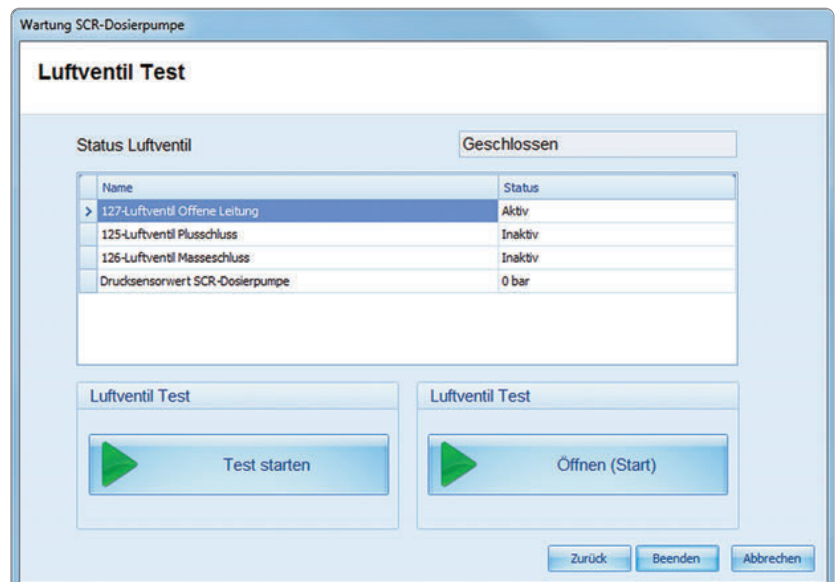 Wartung SCR-Dosierpumpe
Luftventil Test
Status Luftventil Geschlossen
Name Status
> 127-Luftventil Offene Leitung Aktiv
125-Luftventil Plusschluss Inaktiv
126-Luftventil Masseschluss Inaktiv
Drucksensorwert SCR-Dosierpumpe 0 bar
Luftventil Test Luftventil Test
Test starten Öffnen (Start)
Zurück Beenden Abbrechen